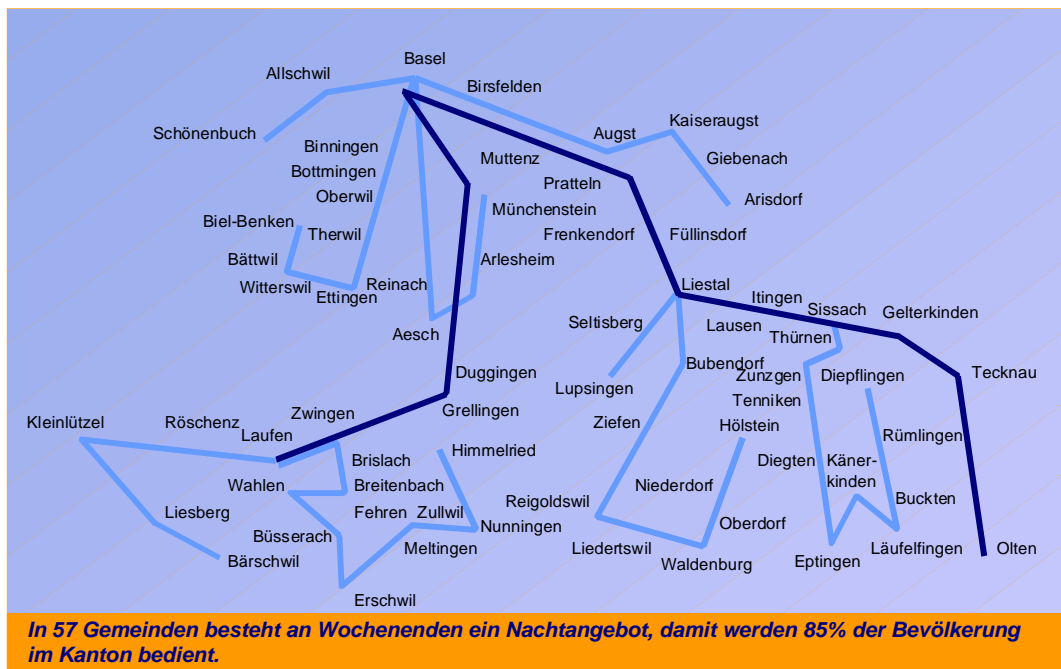 Basel
Allschwil
Birsfelden
Kaiseraugst
Schönenbuch
Augst
Binningen
Muttenz
Giebenach
Bottmingen
Pratteln
Oberwil
Münchenstein
Arisdorf
Biel-Benken
Therwil
Frenkendorf
Füllinsdorf
Bättwil
Arlesheim
Witterswil
Ettingen
Reinach
Liestal
Itingen
Sissach
Gelterkinden
Aesch
Seltisberg
Lausen
Thürnen
Bubendorf
Duggingen
Lupsingen
Zunzgen
Diepflingen
Tecknau
Kleinlützel
Röschenz
Zwingen
Grellingen
Tenniken
Laufen
Ziefen
Hölstein
Rümlingen
Himmelried
Brislach
Diegten
Käner-
kinden
Wahlen
Breitenbach
Niederdorf
Buckten
Liesberg
Fehren
Zullwil
Reigoldswil
Nunningen
Oberdorf
Büsserach
Meltingen
Liedertswil
Läufelfingen
Olten
Bärschwil
Waldenburg
Eptingen
Erschwil
In 57 Gemeinden besteht an Wochenenden ein Nachtangebot, damit werden 85% der Bevölkerung
im Kanton bedient.